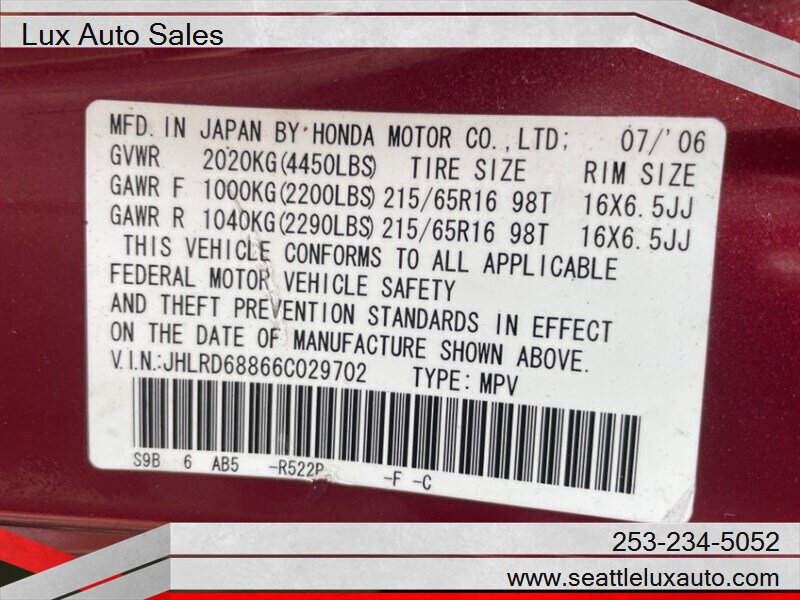 Lux Auto Sales
MFD. IN JAPAN BY HONDA MOTOR CO.,LTD; 07/'06
GVWR 2020KG(4450LBS) TIRE SIZE RIM SIZE
GAWR F 1000KG(2200LBS) 215/65R16 98T 16X6.5JJ
GAWR R 1040KG(2290LBS) 215/65R16 98T 16X6.5JJ
THIS VEHICLE CONFORMS TO ALL APPLICABLE
FEDERAL MOTOR VEHICLE SAFETY
AND THEFT PREVENTION STANDARDS IN EFFECT
ON THE DATE OF MANUFACTURE SHOWN ABOVE.
V.I.N.:JHLRD68866C029702 TYPE: MPV
S9B 6 AB5 -R522P -F -C
253-234-5052
www.seattleluxauto.com